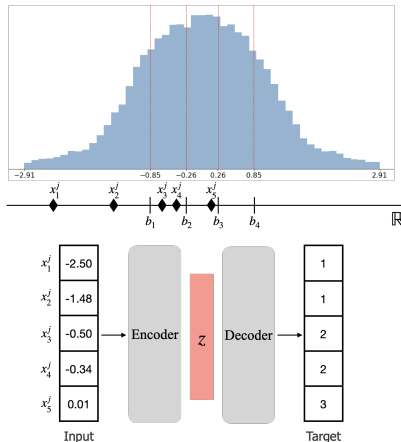 -2.91 -0.85 -0.26 0.26 0.85 2.91
x₁ʲ x₂ʲ x₃ʲ x₄ʲ x₅ʲ
b₁ b₂ b₃ b₄ ℝ
x₁ʲ -2.50 1
x₂ʲ -1.48 1
x₃ʲ -0.50 Encoder z Decoder 2
x₄ʲ -0.34 2
x₅ʲ 0.01 3
Input Target